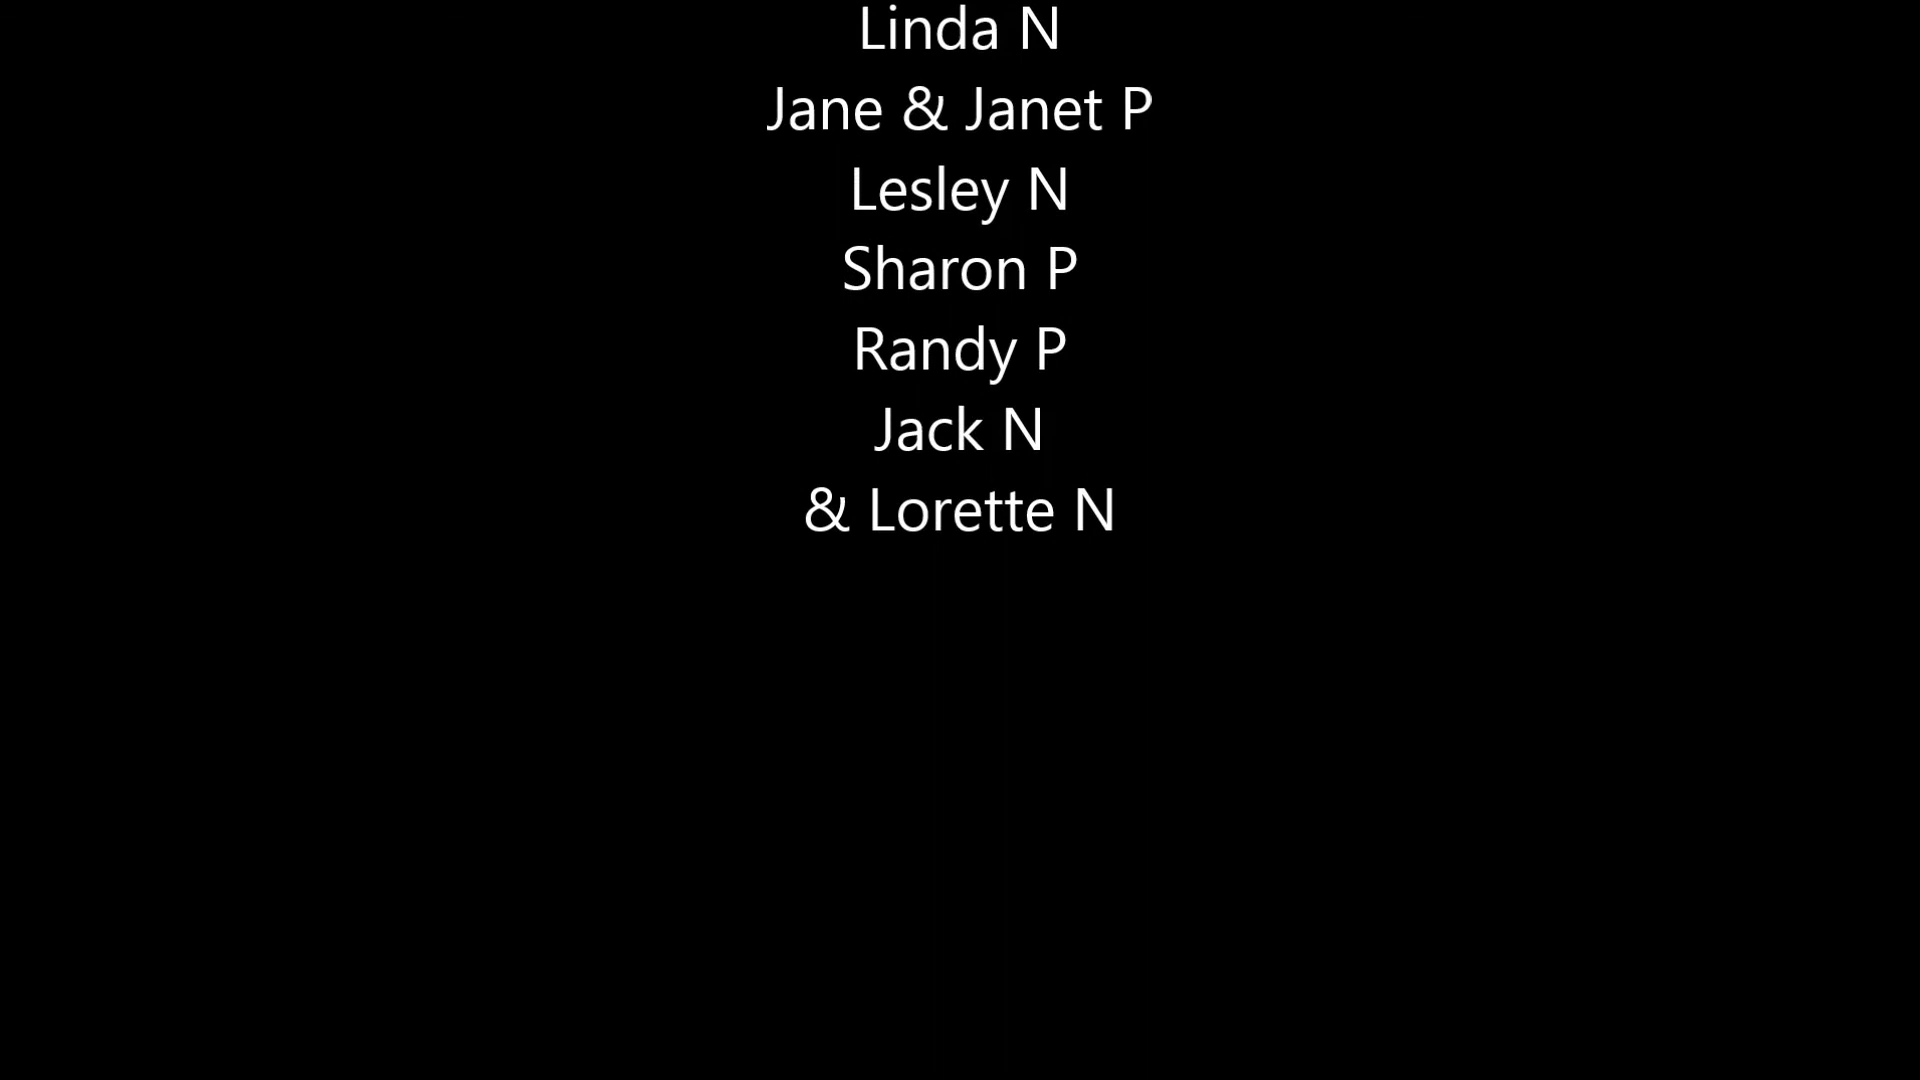 Linda N
Jane & Janet P
Lesley N
Sharon P
Randy P
Jack N
& Lorette N